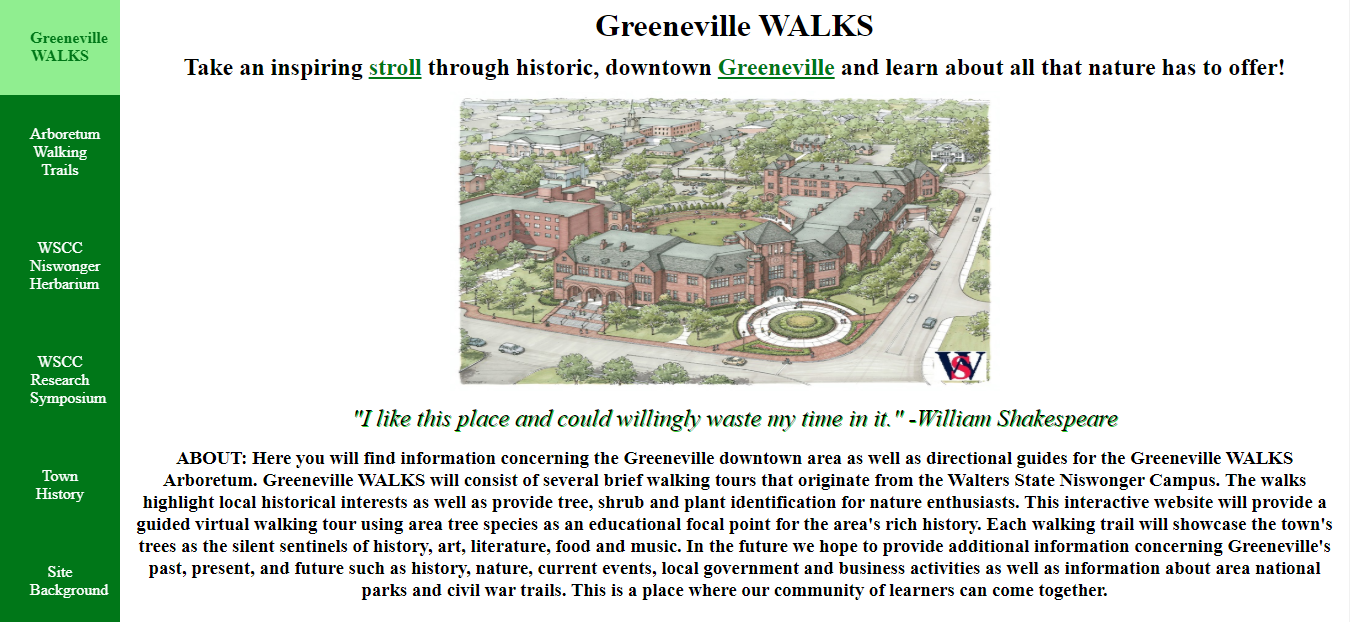 Greeneville
WALKS
Arboretum
Walking
Trails
WSCC
Niswonger
Herbarium
WSCC
Research
Symposium
Town
History
Site
Background
Greeneville WALKS
Take an inspiring stroll through historic, downtown Greeneville and learn about all that nature has to offer!
WS
"I like this place and could willingly waste my time in it." -William Shakespeare
ABOUT: Here you will find information concerning the Greeneville downtown area as well as directional guides for the Greeneville WALKS
Arboretum. Greeneville WALKS will consist of several brief walking tours that originate from the Walters State Niswonger Campus. The walks
highlight local historical interests as well as provide tree, shrub and plant identification for nature enthusiasts. This interactive website will provide a
guided virtual walking tour using area tree species as an educational focal point for the area's rich history. Each walking trail will showcase the town's
trees as the silent sentinels of history, art, literature, food and music. In the future we hope to provide additional information concerning Greeneville's
past, present, and future such as history, nature, current events, local government and business activities as well as information about area national
parks and civil war trails. This is a place where our community of learners can come together.